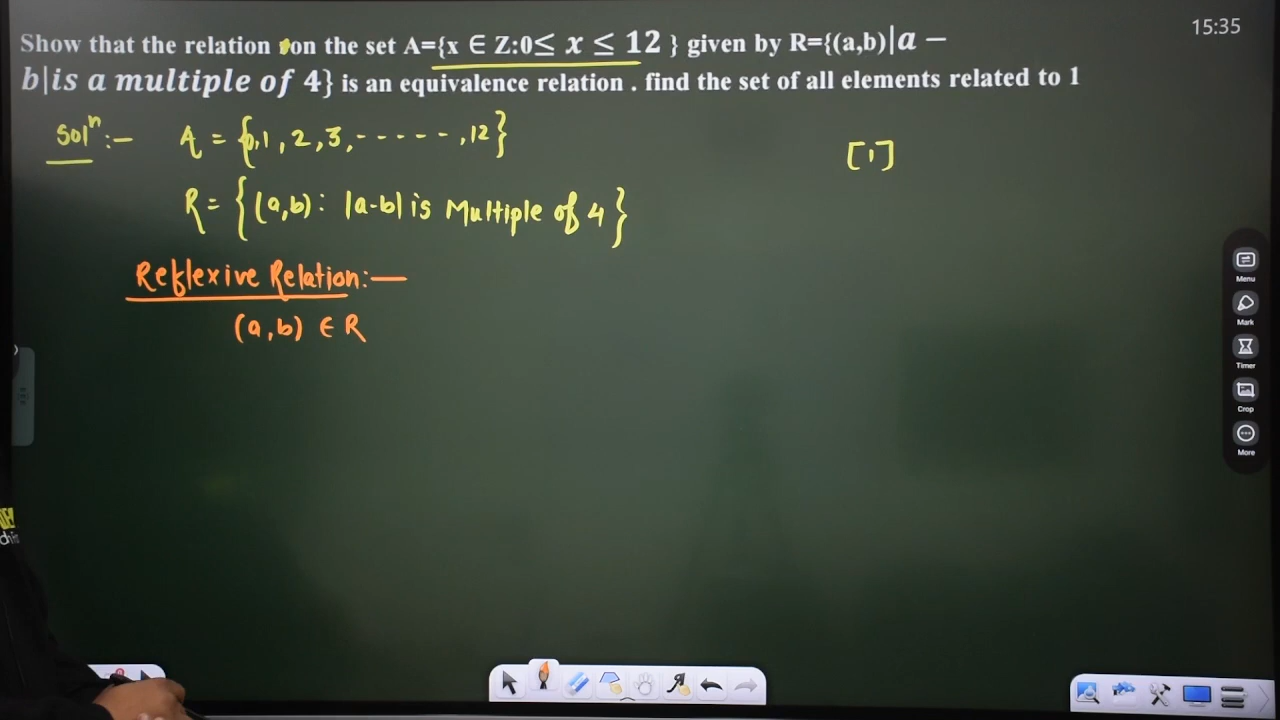 15:35
Show that the relation on the set A={x ∈ Z:0≤ x ≤ 12 } given by R={(a,b)|a −
b|is a multiple of 4} is an equivalence relation . find the set of all elements related to 1
Solⁿ:- A = {0,1,2,3,------,12}
[1]
R= {(a,b): |a-b| is Multiple of 4}
Reflexive Relation:—
(a,b) ∈ R
Menu
Mark
Timer
Crop
More